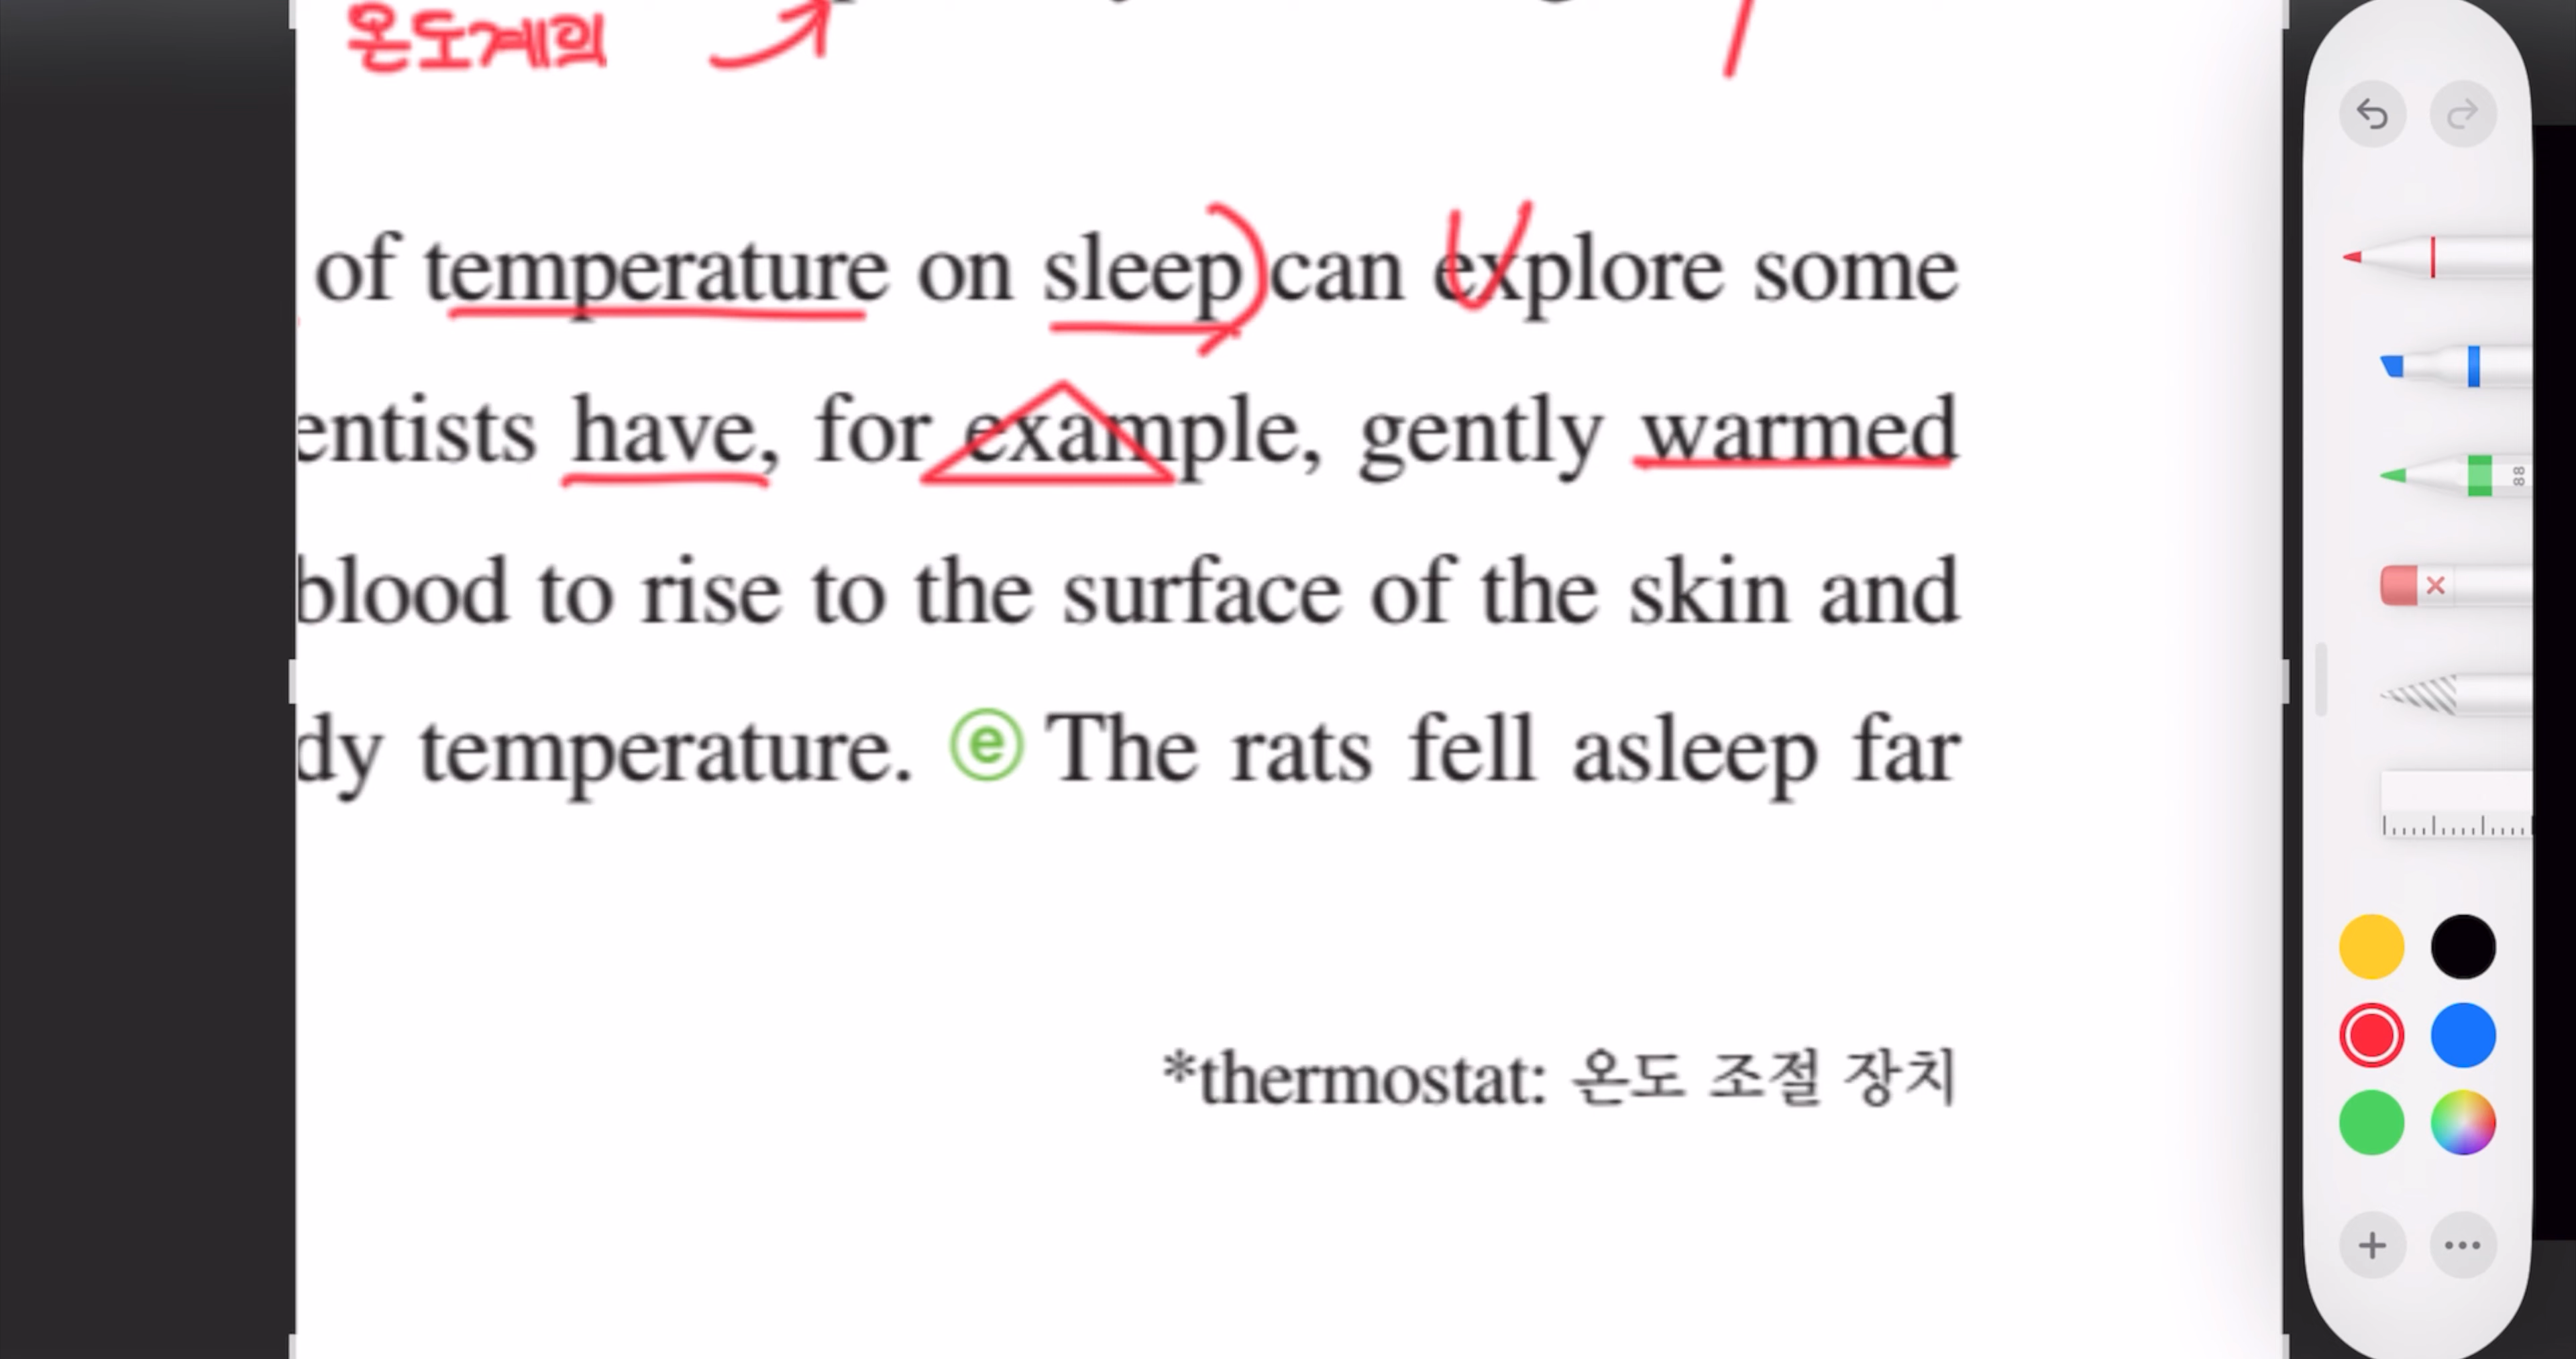 온도계의
of temperature on sleep can explore some
entists have, for example, gently warmed
blood to rise to the surface of the skin and
dy temperature. ⓔ The rats fell asleep far
*thermostat: 온도 조절 장치
88